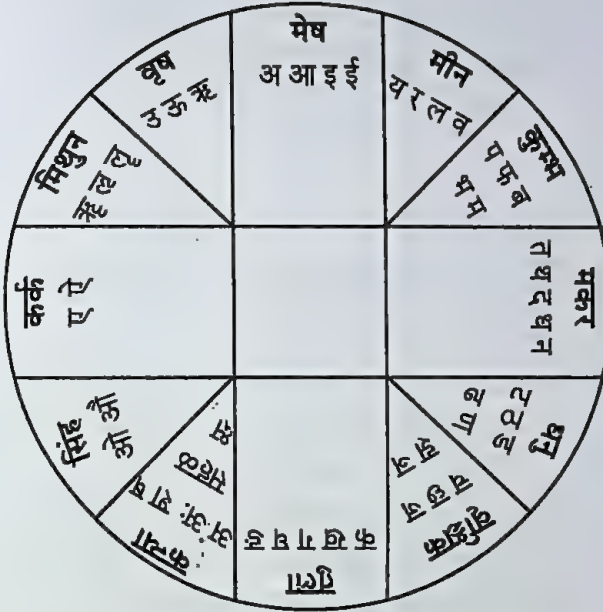 मेष
अ आ इ ई
वृष
उ ऊ ऋ
मिथुन
ॠ ऌ ॡ
कर्क
ए ऐ
सिंह
ओ औ
कन्या
अं अः श ष
स ह ळ
क्ष
तुला
क ख ग घ ङ
वृश्चिक
च छ ज
झ ञ
धनु
ट ठ ड
ढ ण
मकर
त थ द ध न
कुम्भ
प फ ब
भ म
मीन
य र ल व